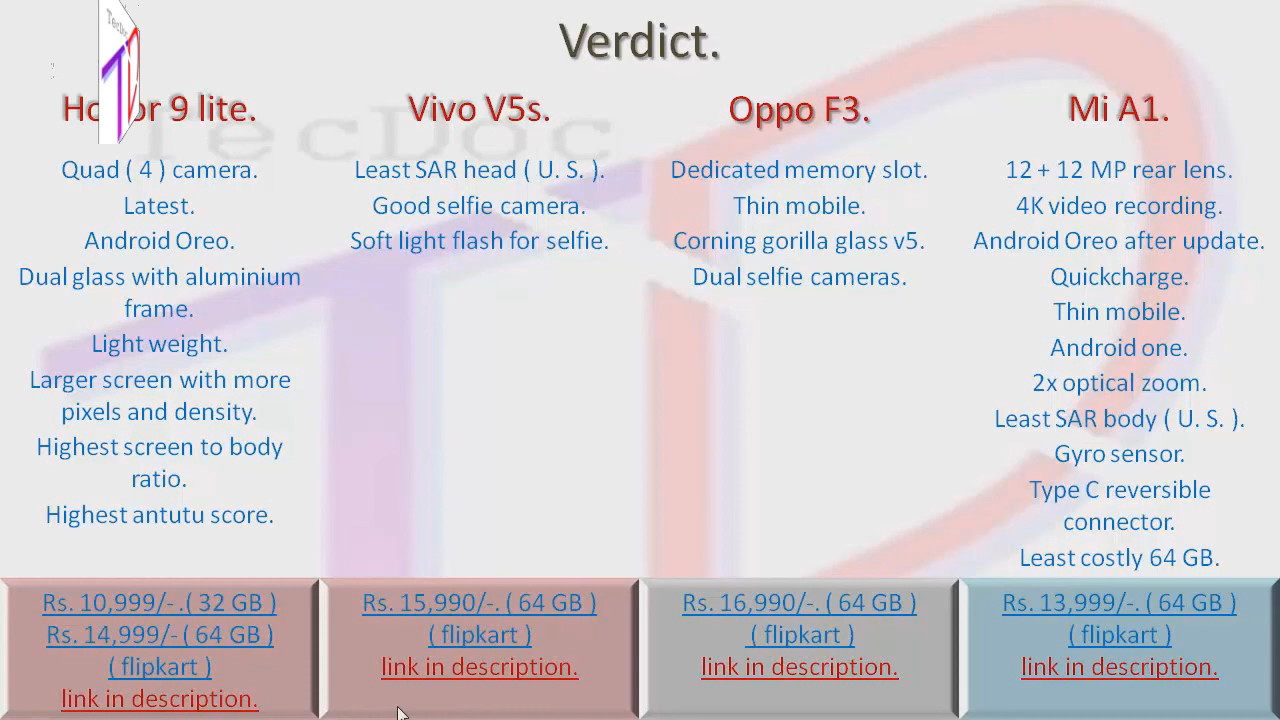 Verdict.
Honor 9 lite.
Vivo V5s.
Oppo F3.
Mi A1.
TecDoc
TecDoc
Quad ( 4 ) camera.
Latest.
Android Oreo.
Dual glass with aluminium
frame.
Light weight.
Larger screen with more
pixels and density.
Highest screen to body
ratio.
Highest antutu score.
Least SAR head ( U. S. ).
Good selfie camera.
Soft light flash for selfie.
Dedicated memory slot.
Thin mobile.
Corning gorilla glass v5.
Dual selfie cameras.
12 + 12 MP rear lens.
4K video recording.
Android Oreo after update.
Quickcharge.
Thin mobile.
Android one.
2x optical zoom.
Least SAR body ( U. S. ).
Gyro sensor.
Type C reversible
connector.
Least costly 64 GB.
Rs. 10,999/- .( 32 GB )
Rs. 14,999/- ( 64 GB )
( flipkart )
link in description.
Rs. 15,990/-. ( 64 GB )
( flipkart )
link in description.
Rs. 16,990/-. ( 64 GB )
( flipkart )
link in description.
Rs. 13,999/-. ( 64 GB )
( flipkart )
link in description.